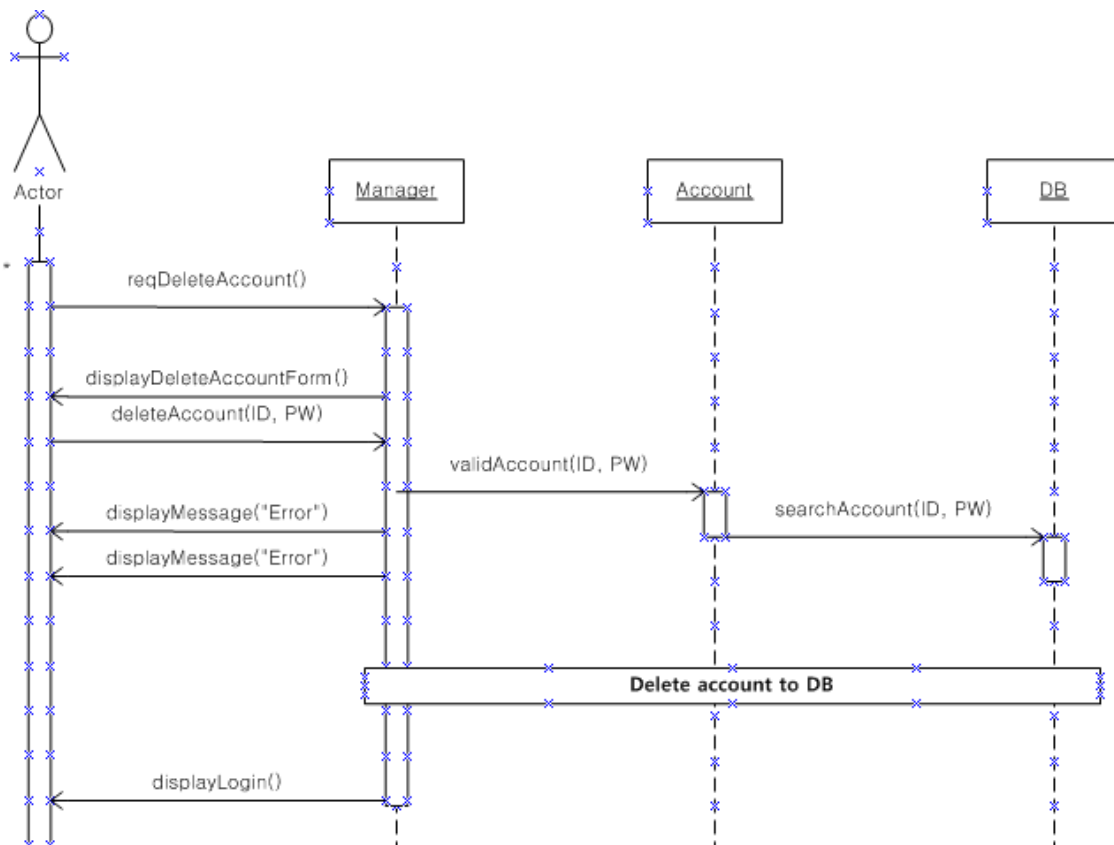 Actor
Manager
Account
DB
reqDeleteAccount()
displayDeleteAccountForm()
deleteAccount(ID, PW)
validAccount(ID, PW)
displayMessage("Error")
searchAccount(ID, PW)
displayMessage("Error")
Delete account to DB
displayLogin()